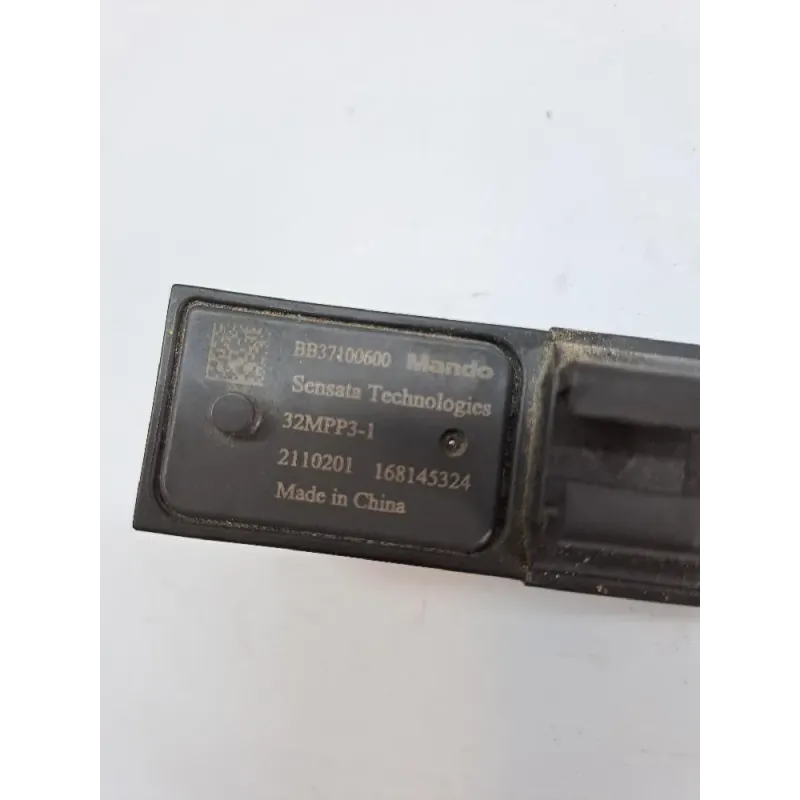 BB37100600 Mando
Sensata Technologies
32MPP3-1
2110201 168145324
Made in China